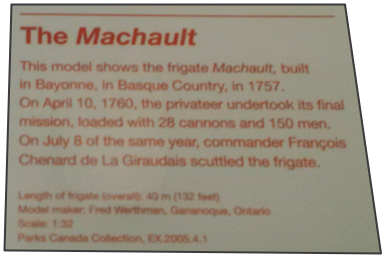 The Machault
This model shows the frigate Machault, built
in Bayonne, in Basque Country, in 1757.
On April 10, 1760, the privateer undertook its final
mission, loaded with 28 cannons and 150 men.
On July 8 of the same year, commander François
Chenard de La Giraudais scuttled the frigate.
Length of frigate (overall): 40 m (132 feet)
Model maker: Fred Werthman, Gananoque, Ontario
Scale: 1:32
Parks Canada Collection, EX.2005.4.1